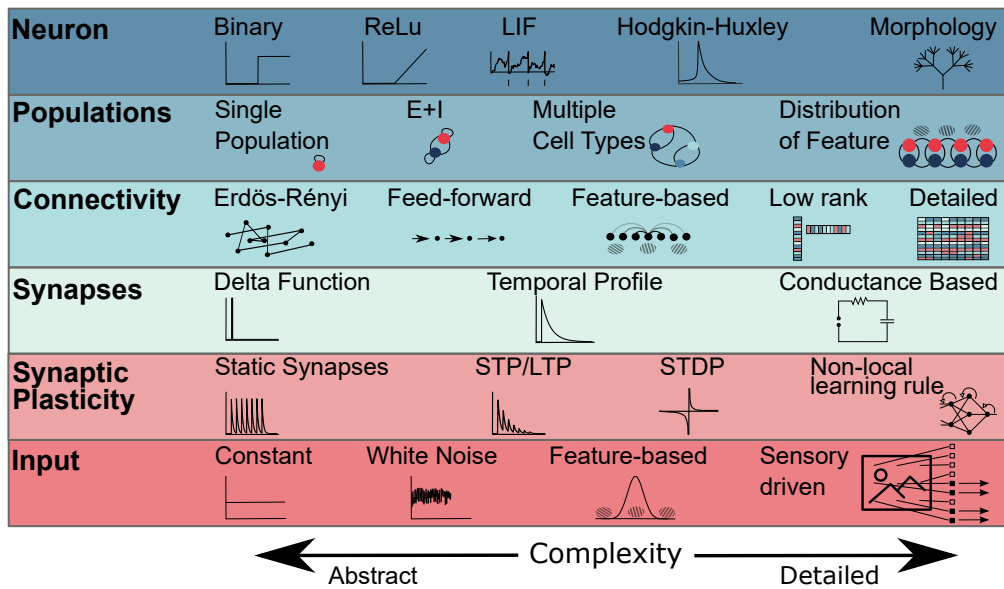 Neuron
Binary
ReLu
LIF
Hodgkin-Huxley
Morphology
Populations
Single
Population
E+I
Multiple
Cell Types
Distribution
of Feature
Connectivity
Erdös-Rényi
Feed-forward
Feature-based
Low rank
Detailed
Synapses
Delta Function
Temporal Profile
Conductance Based
Synaptic
Plasticity
Static Synapses
STP/LTP
STDP
Non-local
learning rule
Input
Constant
White Noise
Feature-based
Sensory
driven
Complexity
Abstract
Detailed